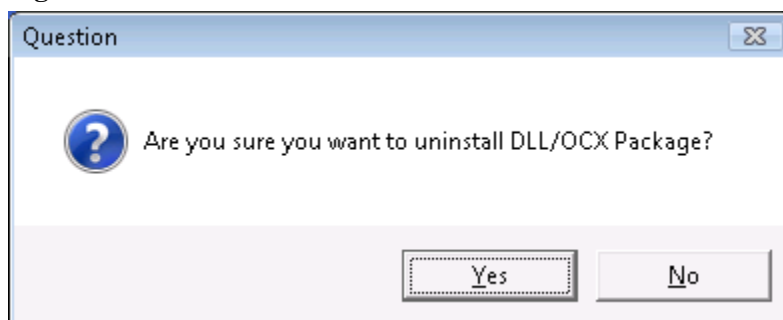 Question
Are you sure you want to uninstall DLL/OCX Package?
Yes
No